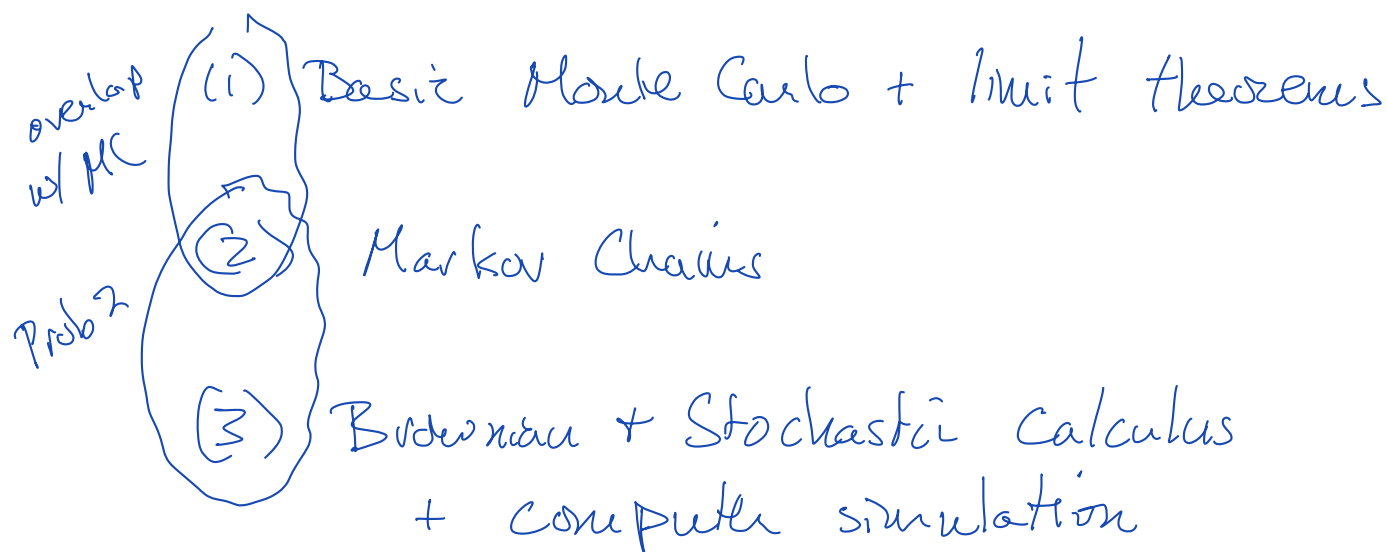 overlap
w/ MC
(1) Basic Monte Carlo + limit theorems
(2) Markov Chains
Prob 2
(3) Brownian + Stochastic Calculus
+ computer simulation